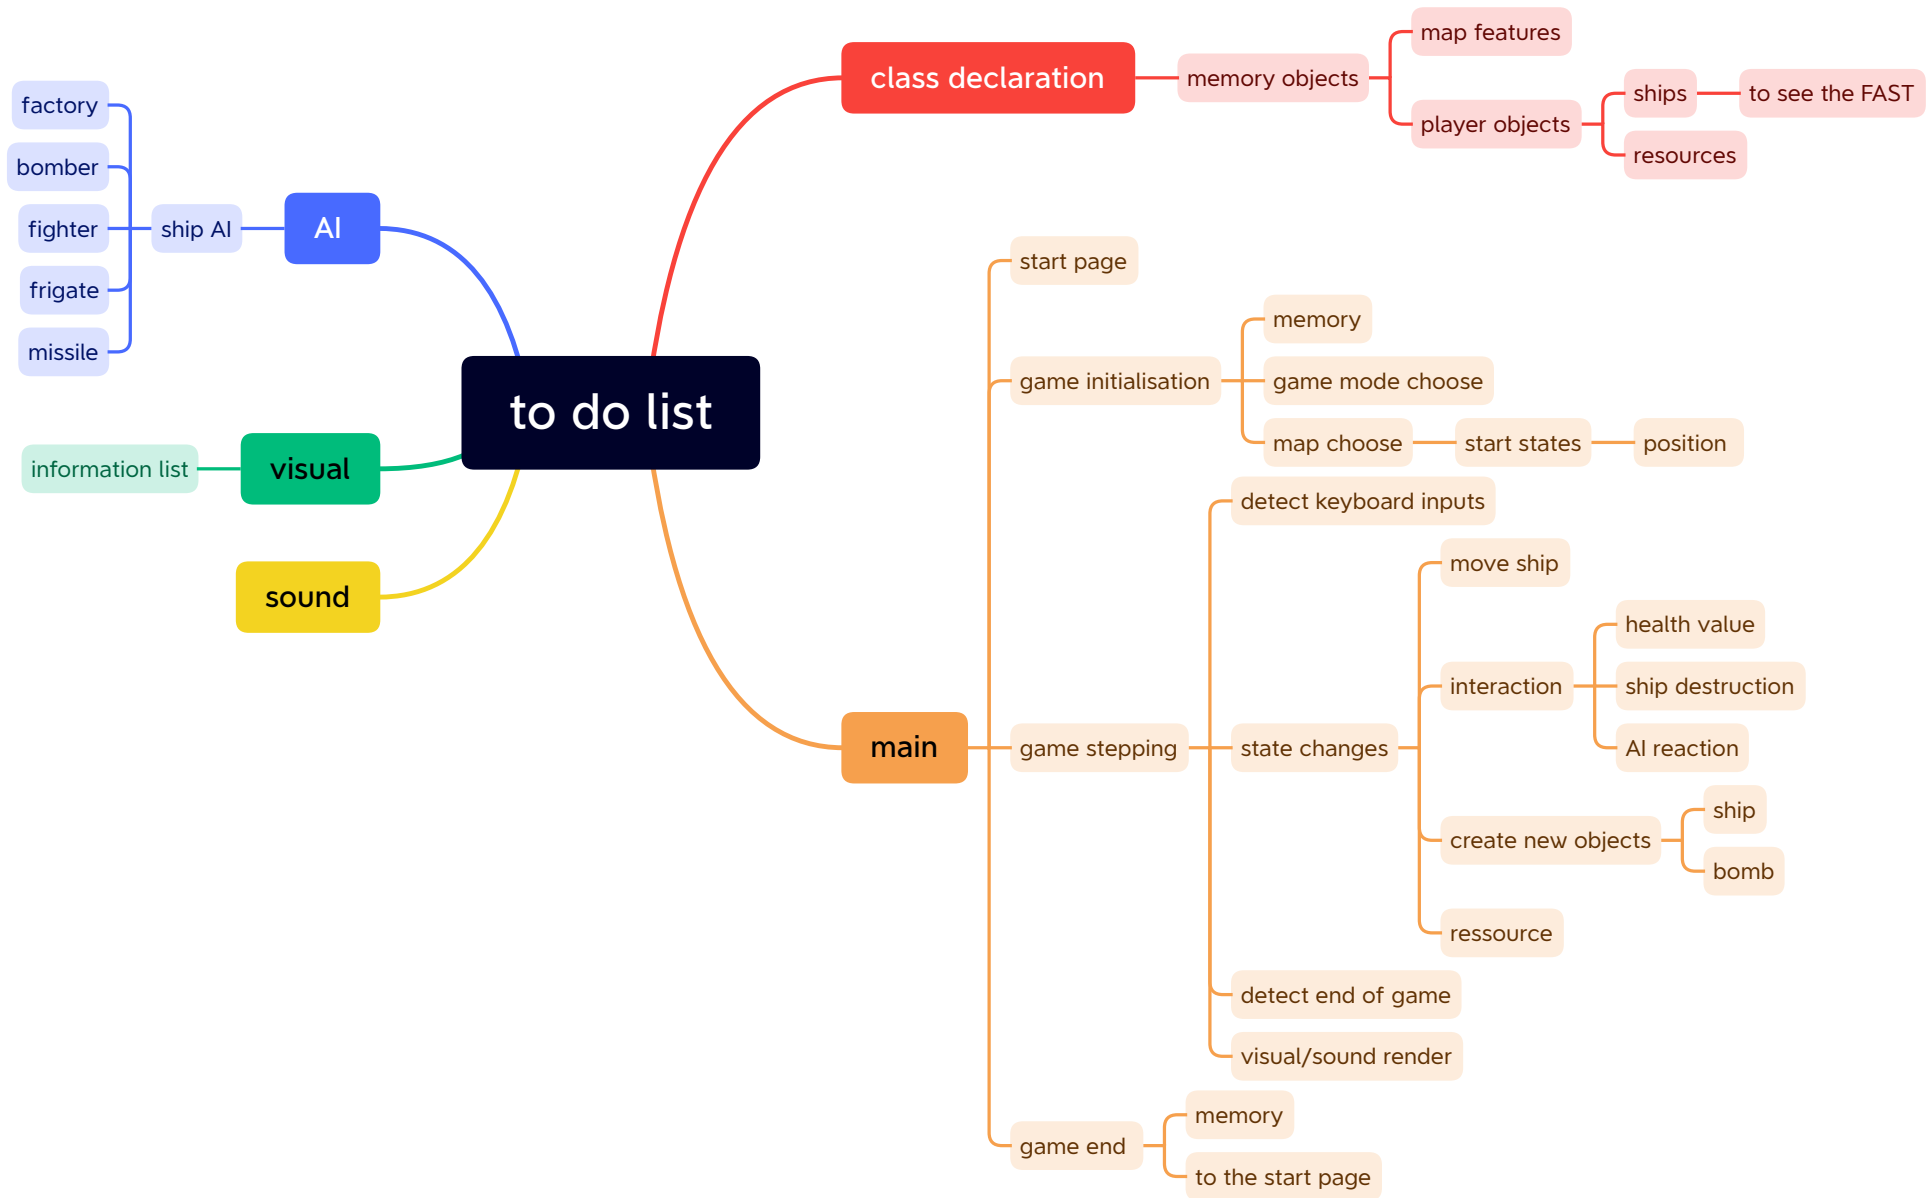 to do list
class declaration
memory objects
map features
player objects
ships
to see the FAST
resources
main
start page
game initialisation
memory
game mode choose
map choose
start states
position
game stepping
detect keyboard inputs
state changes
move ship
interaction
health value
ship destruction
AI reaction
create new objects
ship
bomb
ressource
detect end of game
visual/sound render
game end
memory
to the start page
AI
ship AI
factory
bomber
fighter
frigate
missile
visual
information list
sound